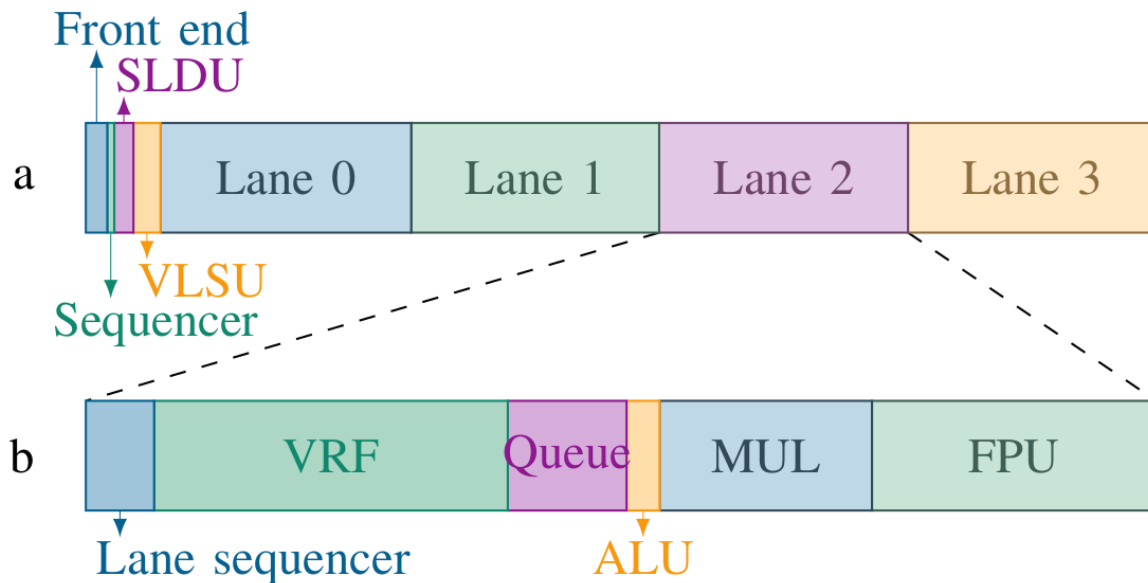 Front end
SLDU
a
Lane 0
Lane 1
Lane 2
Lane 3
VLSU
Sequencer
b
VRF
Queue
MUL
FPU
Lane sequencer
ALU